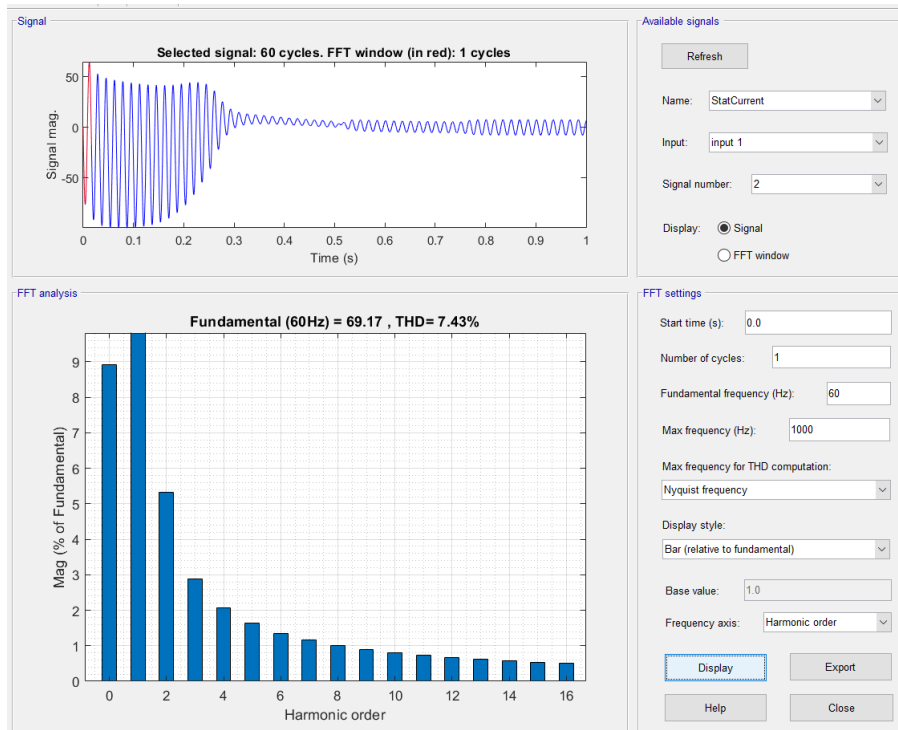 Signal
Selected signal: 60 cycles. FFT window (in red): 1 cycles
50
0
-50
Signal mag.
0 0.1 0.2 0.3 0.4 0.5 0.6 0.7 0.8 0.9 1
Time (s)
Available signals
Refresh
Name: StatCurrent
Input: input 1
Signal number: 2
Display: Signal
FFT window
FFT analysis
Fundamental (60Hz) = 69.17 , THD= 7.43%
9
8
7
6
5
4
3
2
1
0
Mag (% of Fundamental)
0 2 4 6 8 10 12 14 16
Harmonic order
FFT settings
Start time (s): 0.0
Number of cycles: 1
Fundamental frequency (Hz): 60
Max frequency (Hz): 1000
Max frequency for THD computation:
Nyquist frequency
Display style:
Bar (relative to fundamental)
Base value: 1.0
Frequency axis: Harmonic order
Display Export
Help Close